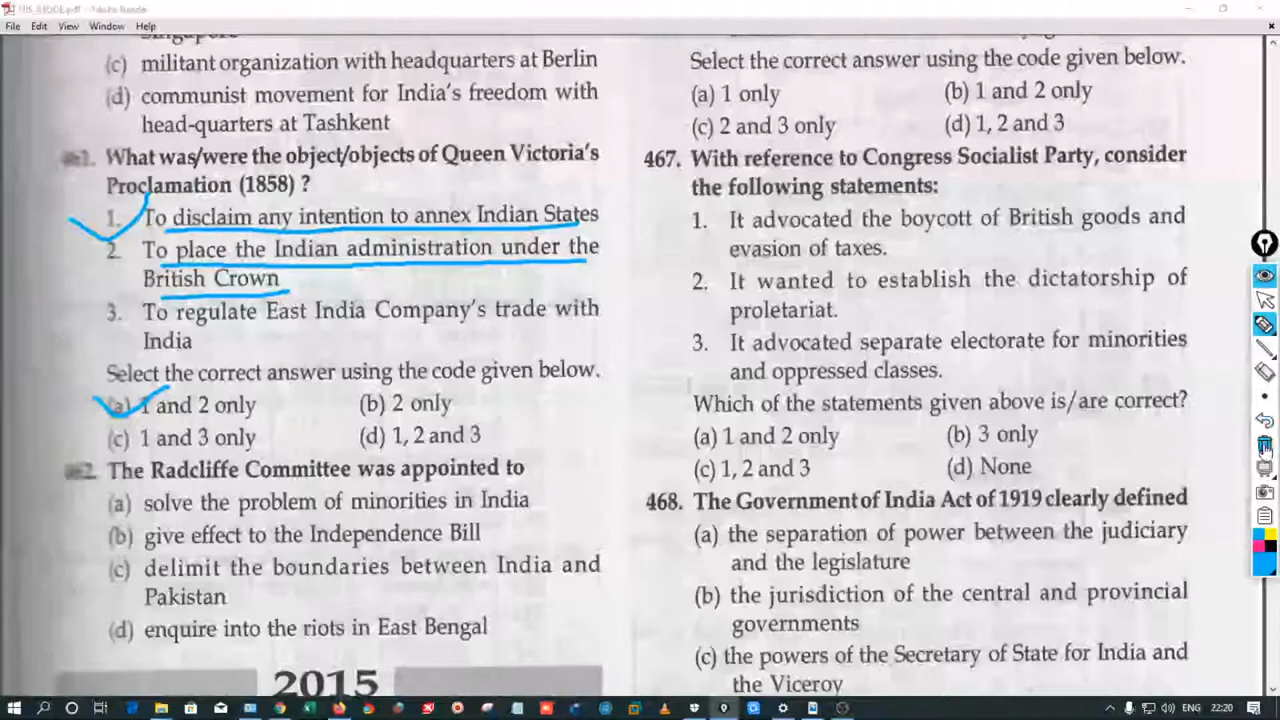 File Edit View Window Help
Singapore
(c) militant organization with headquarters at Berlin
(d) communist movement for India's freedom with
head-quarters at Tashkent
What was/were the object/objects of Queen Victoria's
Proclamation (1858) ?
1. To disclaim any intention to annex Indian States
2. To place the Indian administration under the
British Crown
3. To regulate East India Company's trade with
India
Select the correct answer using the code given below.
(a) 1 and 2 only (b) 2 only
(c) 1 and 3 only (d) 1, 2 and 3
The Radcliffe Committee was appointed to
(a) solve the problem of minorities in India
(b) give effect to the Independence Bill
(c) delimit the boundaries between India and
Pakistan
(d) enquire into the riots in East Bengal
2015
Select the correct answer using the code given below.
(a) 1 only (b) 1 and 2 only
(c) 2 and 3 only (d) 1, 2 and 3
467. With reference to Congress Socialist Party, consider
the following statements:
1. It advocated the boycott of British goods and
evasion of taxes.
2. It wanted to establish the dictatorship of
proletariat.
3. It advocated separate electorate for minorities
and oppressed classes.
Which of the statements given above is/are correct?
(a) 1 and 2 only (b) 3 only
(c) 1, 2 and 3 (d) None
468. The Government of India Act of 1919 clearly defined
(a) the separation of power between the judiciary
and the legislature
(b) the jurisdiction of the central and provincial
governments
(c) the powers of the Secretary of State for India and
the Viceroy
ENG 22:20